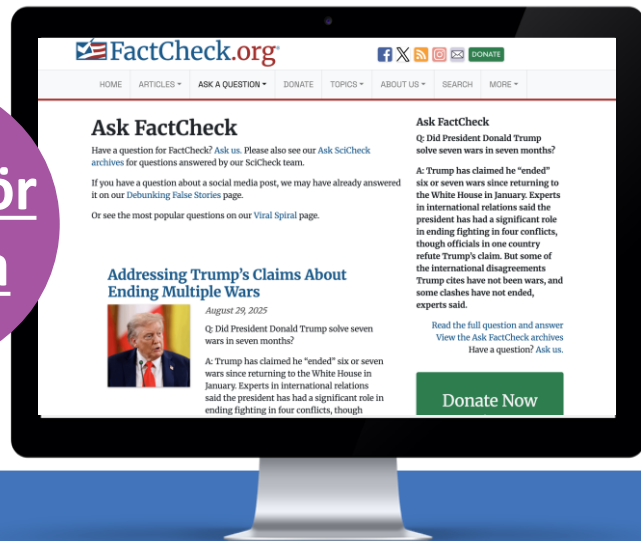 FactCheck.org®
DONATE
HOME ARTICLES ASK A QUESTION DONATE TOPICS ABOUT US SEARCH MORE
Ask FactCheck
Have a question for FactCheck? Ask us. Please also see our Ask SciCheck
archives for questions answered by our SciCheck team.
If you have a question about a social media post, we may have already answered
it on our Debunking False Stories page.
Or see the most popular questions on our Viral Spiral page.
Addressing Trump's Claims About
Ending Multiple Wars
August 29, 2025
Q: Did President Donald Trump solve seven
wars in seven months?
A: Trump has claimed he “ended” six or seven
wars since returning to the White House in
January. Experts in international relations
said the president has had a significant role in
ending fighting in four conflicts, though
Ask FactCheck
Q: Did President Donald Trump
solve seven wars in seven months?
A: Trump has claimed he “ended”
six or seven wars since returning to
the White House in January. Experts
in international relations said the
president has had a significant role
in ending fighting in four conflicts,
though officials in one country
refute Trump's claim. But some of
the international disagreements
Trump cites have not been wars, and
some clashes have not ended,
experts said.
Read the full question and answer
View the Ask FactCheck archives
Have a question? Ask us.
Donate Now